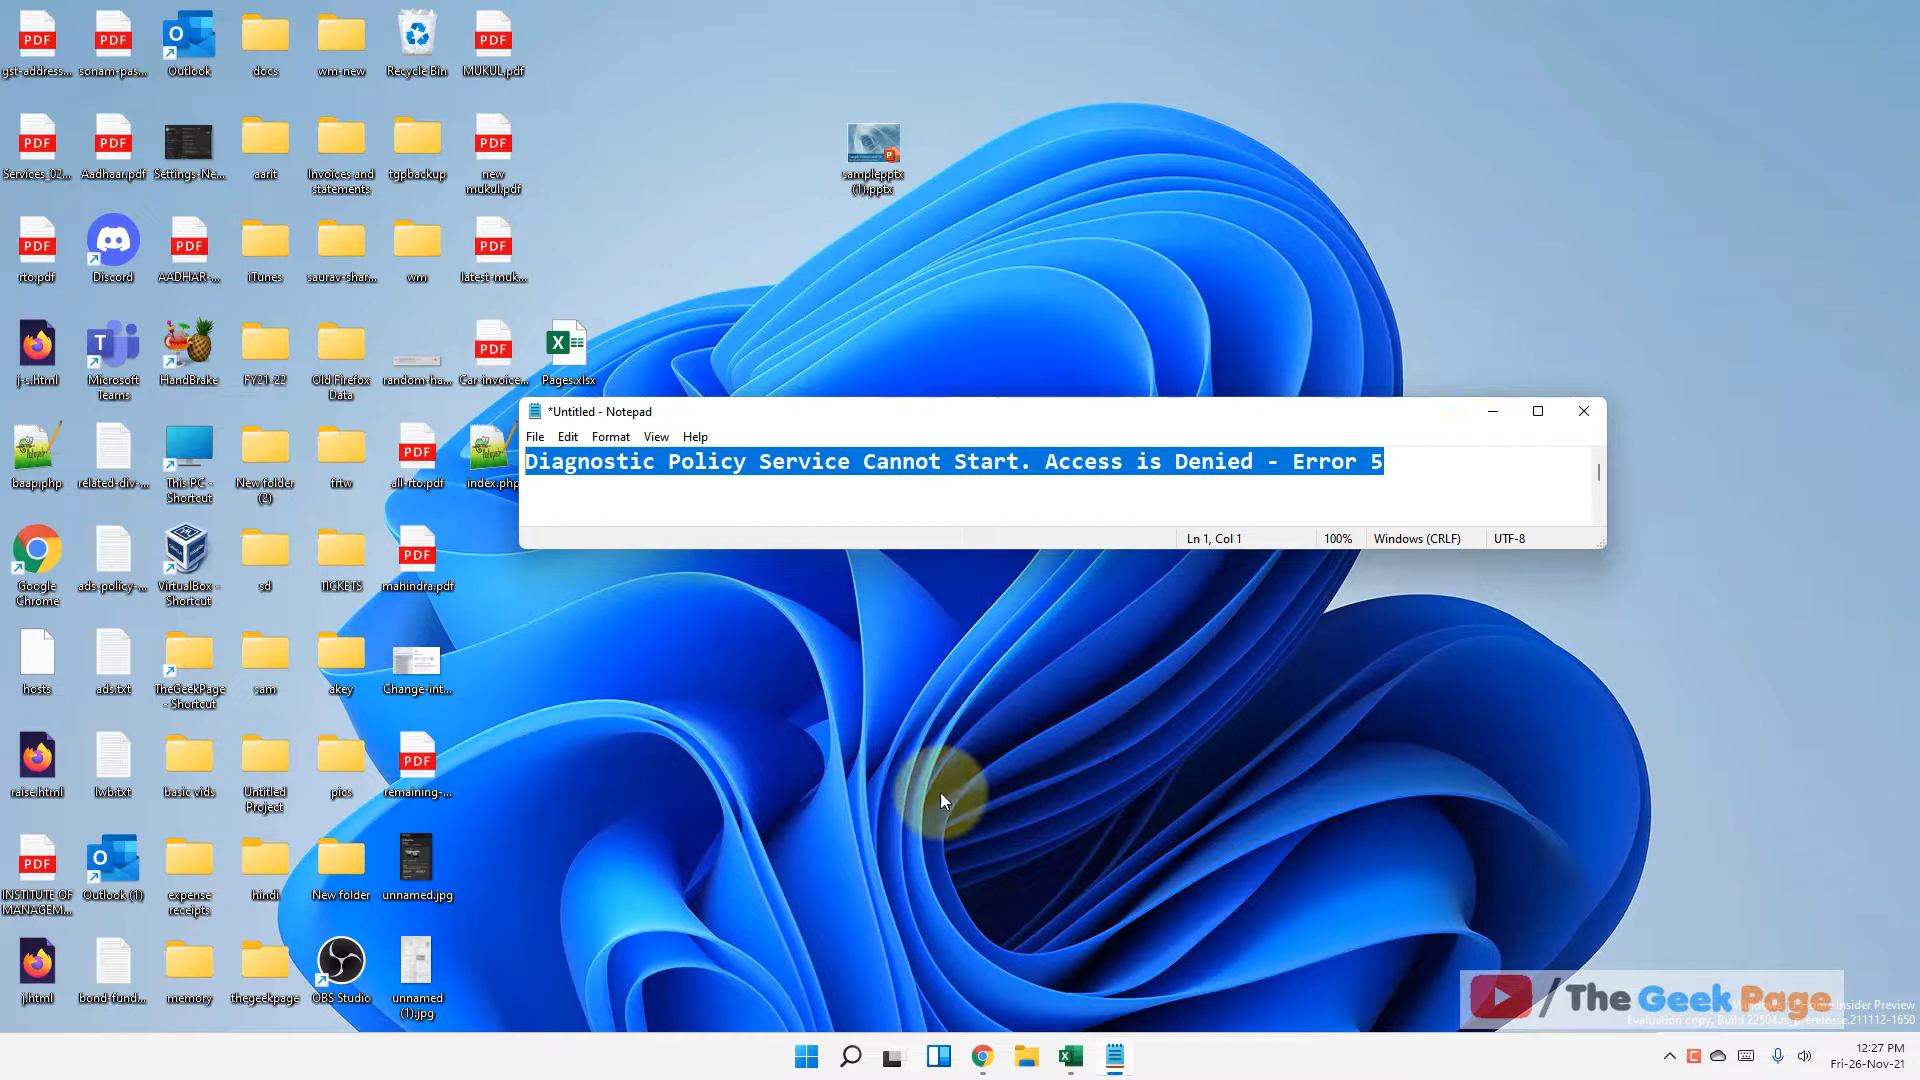 gst-address...
sonam-pas...
Outlook
docs
wm-new
Recycle Bin
MUKUL.pdf
Services_02...
Aadhaar.pdf
Settings-Ne...
aarit
Invoices and
statements
tgpbackup
new
mukul.pdf
samplepptx
(1).pptx
rto.pdf
Discord
AADHAR-...
iTunes
saurav-shar...
wm
latest-muk...
j-s.html
Microsoft
Teams
HandBrake
FY21-22
Old Firefox
Data
random-ha...
Car-invoice...
Pages.xlsx
*Untitled - Notepad
File Edit Format View Help
Diagnostic Policy Service Cannot Start. Access is Denied - Error 5
Ln 1, Col 1
100%
Windows (CRLF)
UTF-8
baap.php
related-div-...
This PC -
Shortcut
New folder
(2)
frtw
all-rto.pdf
index.php
Google
Chrome
ads-policy-...
VirtualBox -
Shortcut
sd
TICKETS
mahindra.pdf
hosts
ads.txt
TheGeekPage
- Shortcut
sam
akey
Change-int...
raise.html
lwb.txt
basic vids
Untitled
Project
pics
remaining-...
INSTITUTE OF
MANAGEM...
Outlook (1)
expense
receipts
hindi
New folder
unnamed.jpg
j.html
bond-fund...
memory
thegeekpage
OBS Studio
unnamed
(1).jpg
/ The Geek Page
Insider Preview
Evaluation copy. Build 22504.rs_prerelease.211112-1650
12:27 PM
Fri-26-Nov-21